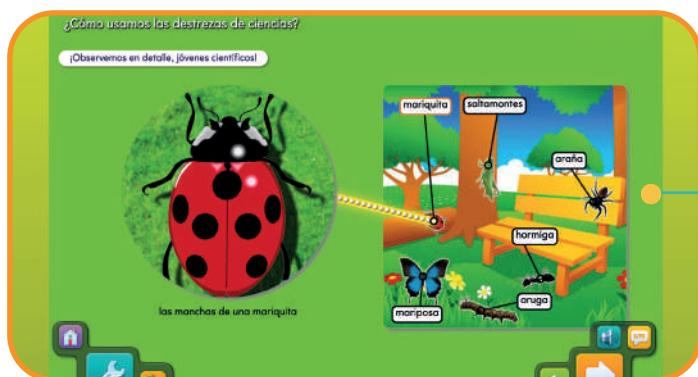 ¿Cómo usamos las destrezas de ciencias?
¡Observemos en detalle, jóvenes científicos!
mariquita
saltamontes
araña
hormiga
mariposa
oruga
las manchas de una mariquita